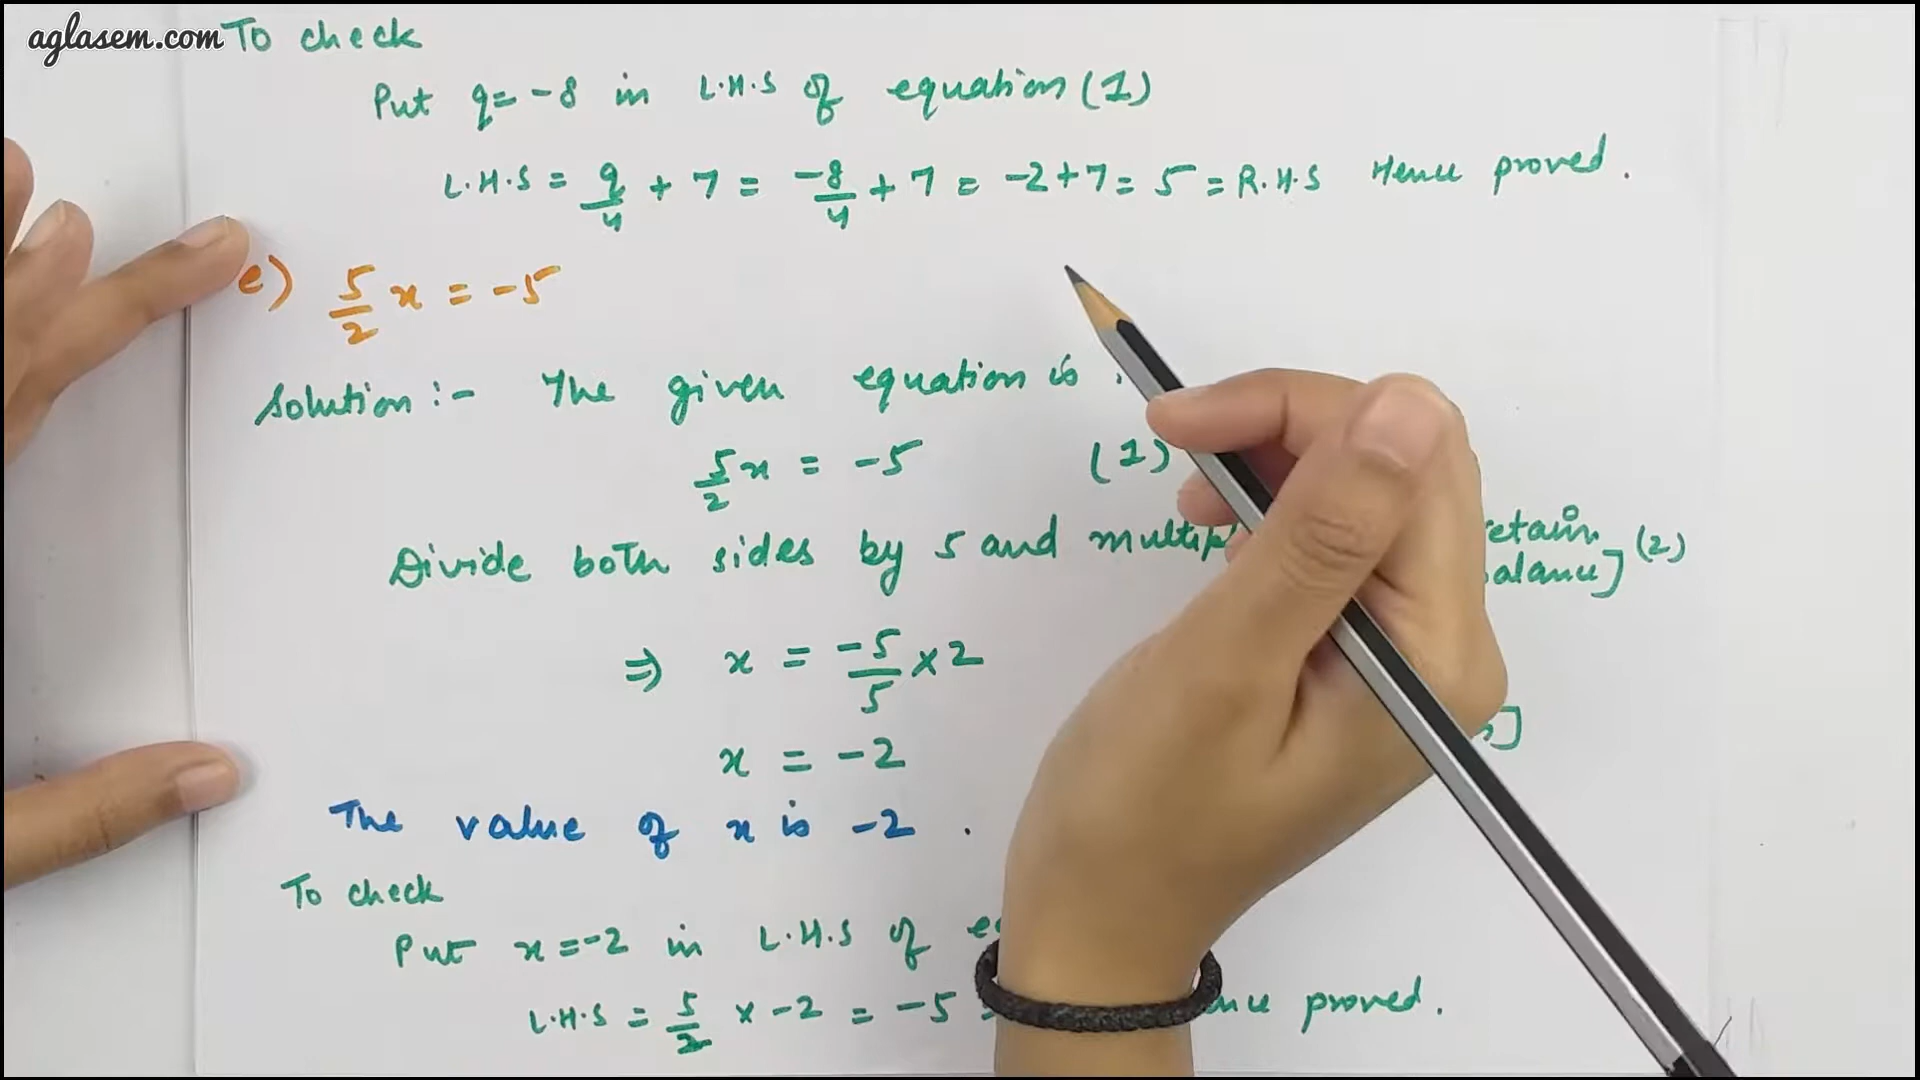 aglasem.com
To check
Put q= -8 in L.H.S of equation (1)
L.H.S = q/4 + 7 = -8/4 + 7 = -2+7 = 5 = R.H.S Hence proved.
e) 5/2 x = -5
Solution :- The given equation is
5/2 x = -5 (1)
Divide both sides by 5 and (2)
⇒ x = -5/5 × 2
x = -2
The value of x is -2 .
To check
Put x = -2 in L.H.S of
L.H.S = 5/2 × -2 = -5 proved.